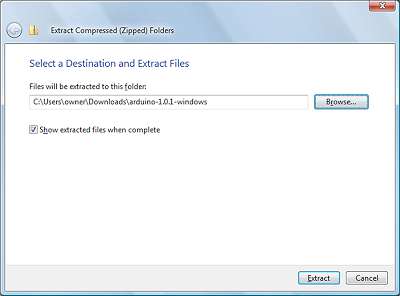 Extract Compressed (Zipped) Folders
Select a Destination and Extract Files
Files will be extracted to this folder:
C:\Users\owner\Downloads\arduino-1.0.1-windows
Browse...
Show extracted files when complete
Extract
Cancel